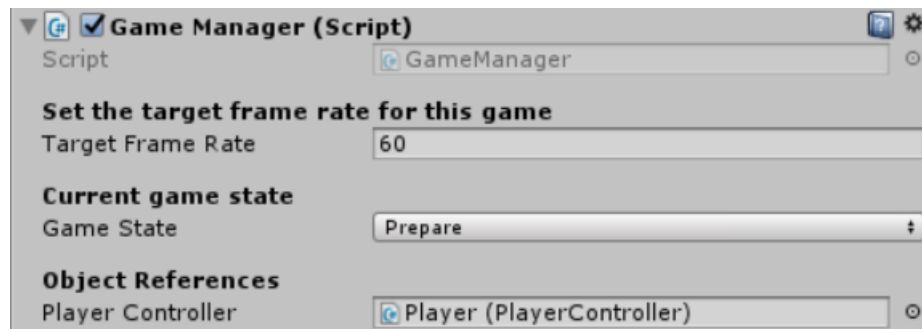 Game Manager (Script)
Script GameManager
Set the target frame rate for this game
Target Frame Rate 60
Current game state
Game State Prepare
Object References
Player Controller Player (PlayerController)